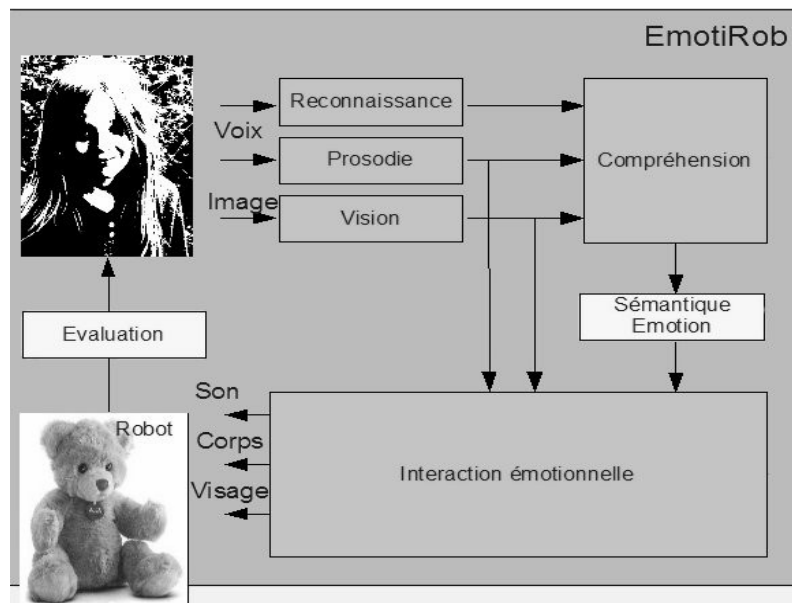 EmotiRob
Reconnaissance
Voix
Prosodie
Compréhension
Image
Vision
Sémantique
Emotion
Evaluation
Son
Robot
Corps
Interaction émotionnelle
Visage